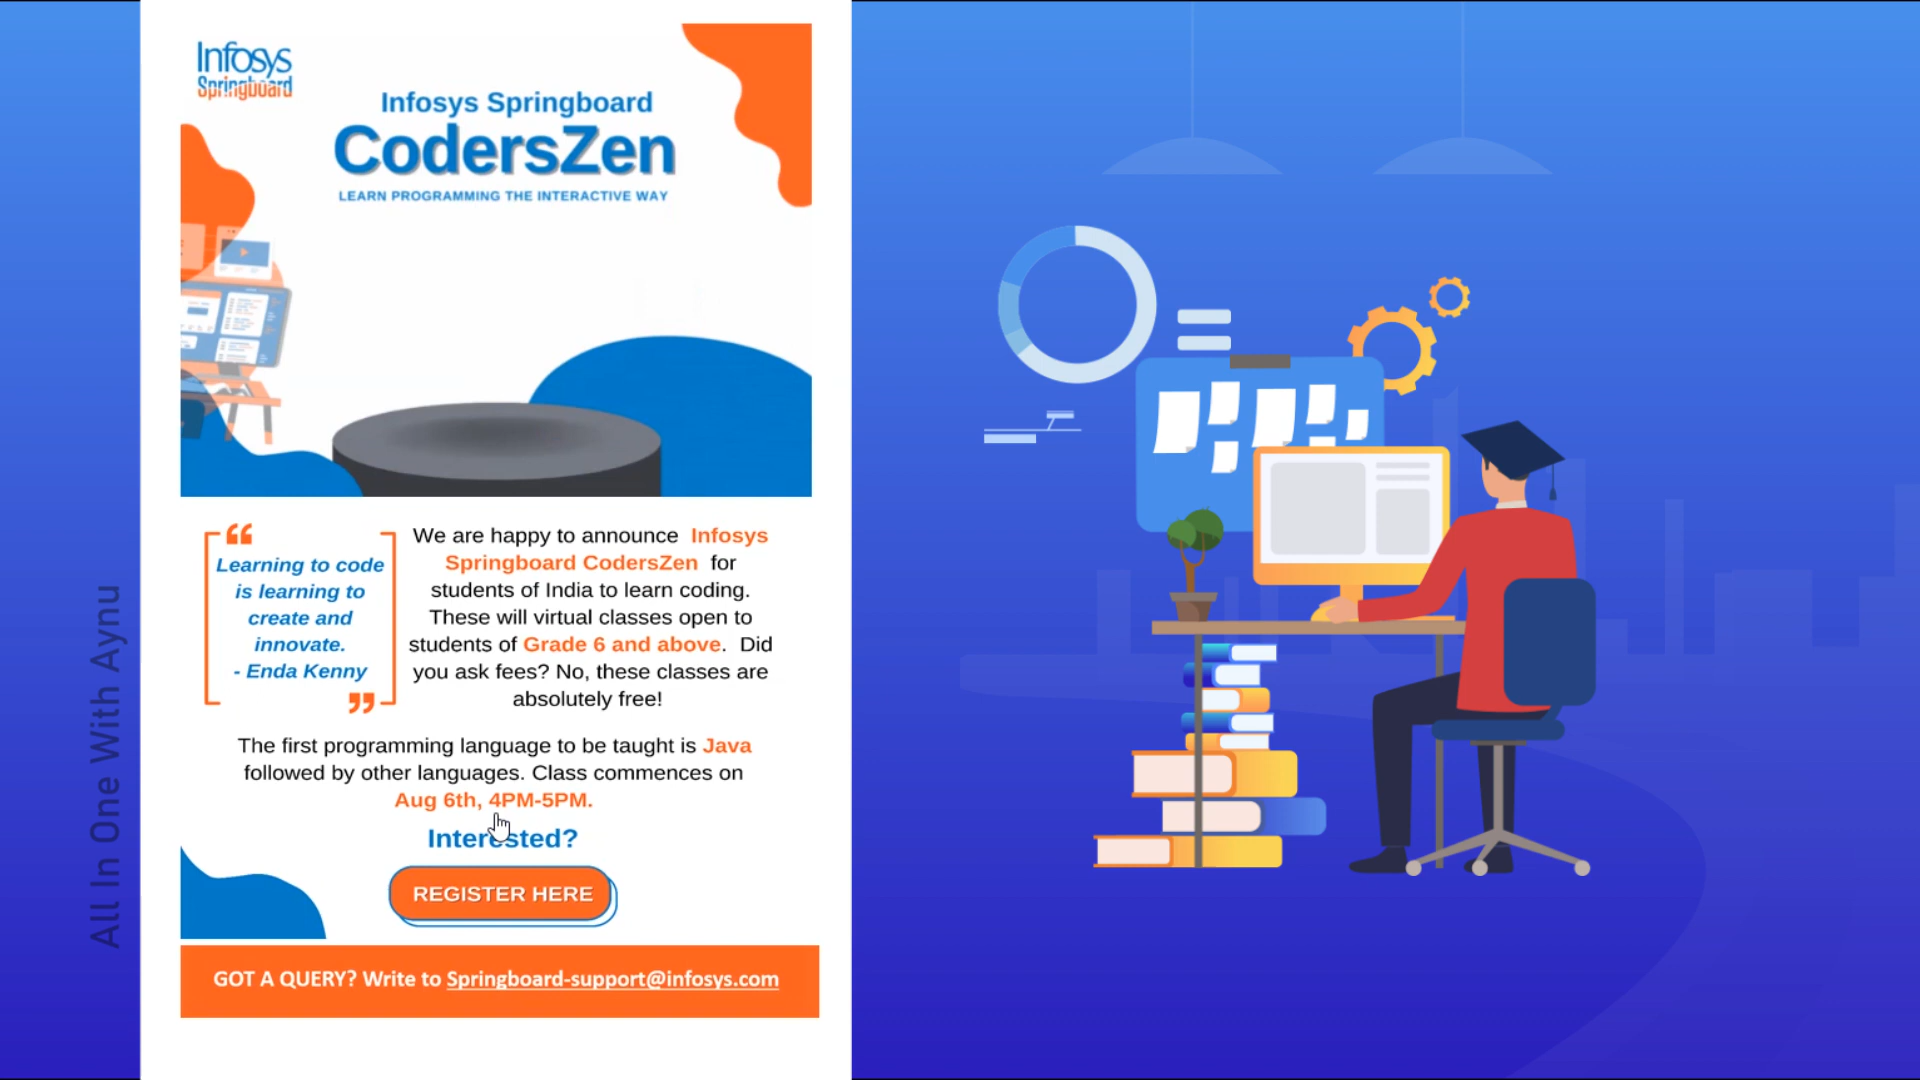 Infosys
Springboard
Infosys Springboard
CodersZen
LEARN PROGRAMMING THE INTERACTIVE WAY
“
Learning to code
is learning to
create and
innovate.
- Enda Kenny
”
We are happy to announce Infosys
Springboard CodersZen for
students of India to learn coding.
These will virtual classes open to
students of Grade 6 and above. Did
you ask fees? No, these classes are
absolutely free!
The first programming language to be taught is Java
followed by other languages. Class commences on
Aug 6th, 4PM-5PM.
Interested?
REGISTER HERE
GOT A QUERY? Write to Springboard-support@infosys.com
All In One With Aynu